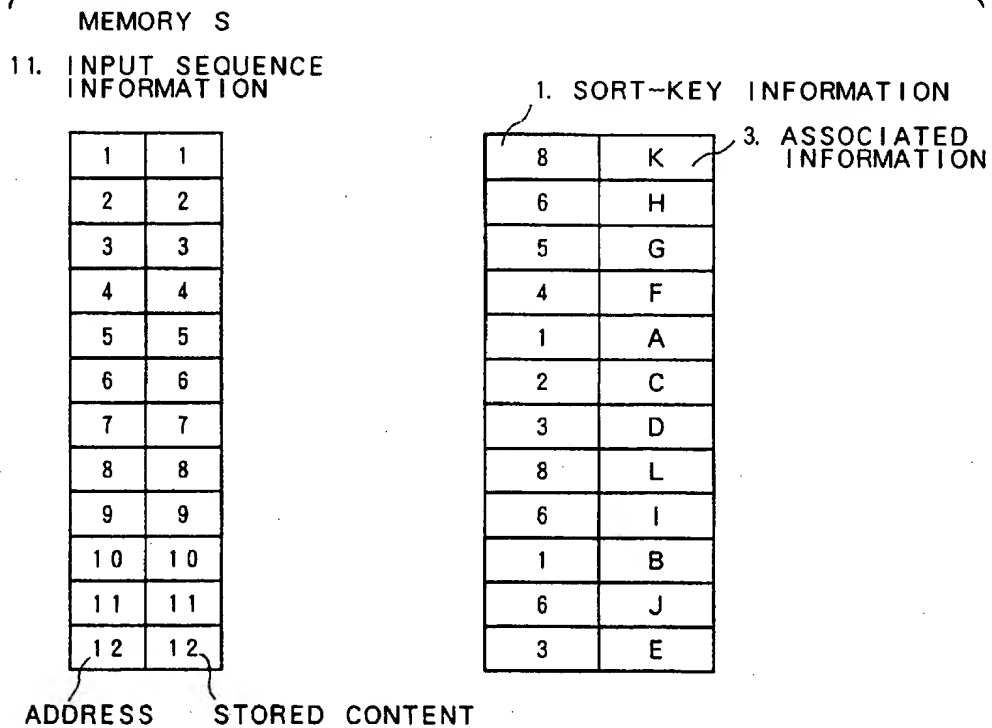 MEMORY S
11. INPUT SEQUENCE
INFORMATION
1. SORT-KEY INFORMATION
3. ASSOCIATED
INFORMATION
1 1
2 2
3 3
4 4
5 5
6 6
7 7
8 8
9 9
10 10
11 11
12 12
8 K
6 H
5 G
4 F
1 A
2 C
3 D
8 L
6 I
1 B
6 J
3 E
ADDRESS STORED CONTENT